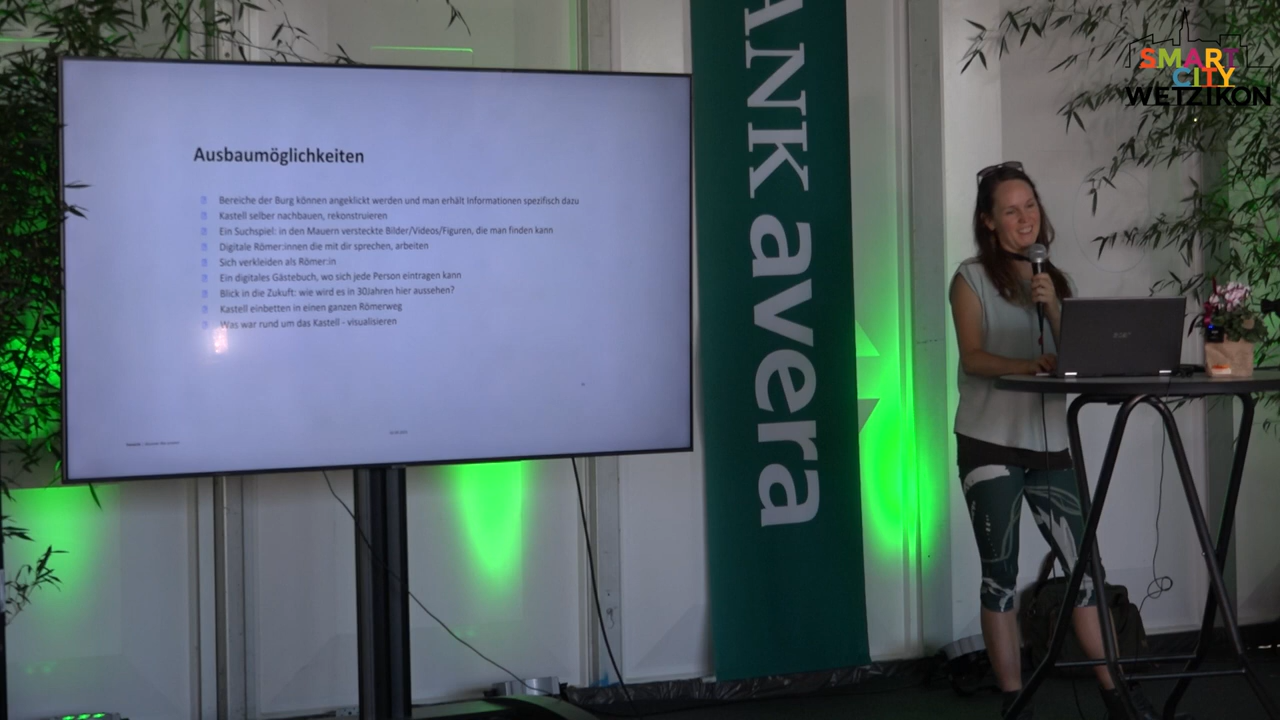 Ausbaumöglichkeiten
Bereiche der Burg können angeklickt werden und man erhält Informationen spezifisch dazu
Kastell selber nachbauen, rekonstruieren
Ein Suchspiel: in den Mauern versteckte Bilder/Videos/Figuren, die man finden kann
Digitale Römer:innen die mit dir sprechen, arbeiten
Sich verkleiden als Römer:in
Ein digitales Gästebuch, wo sich jede Person eintragen kann
Blick in die Zukunft: wie wird es in 30Jahren hier aussehen?
Kastell einbetten in einen ganzen Römerweg
Was war rund um das Kastell - visualisieren
ANK avera
SMART
CITY
WETZIKON
acer